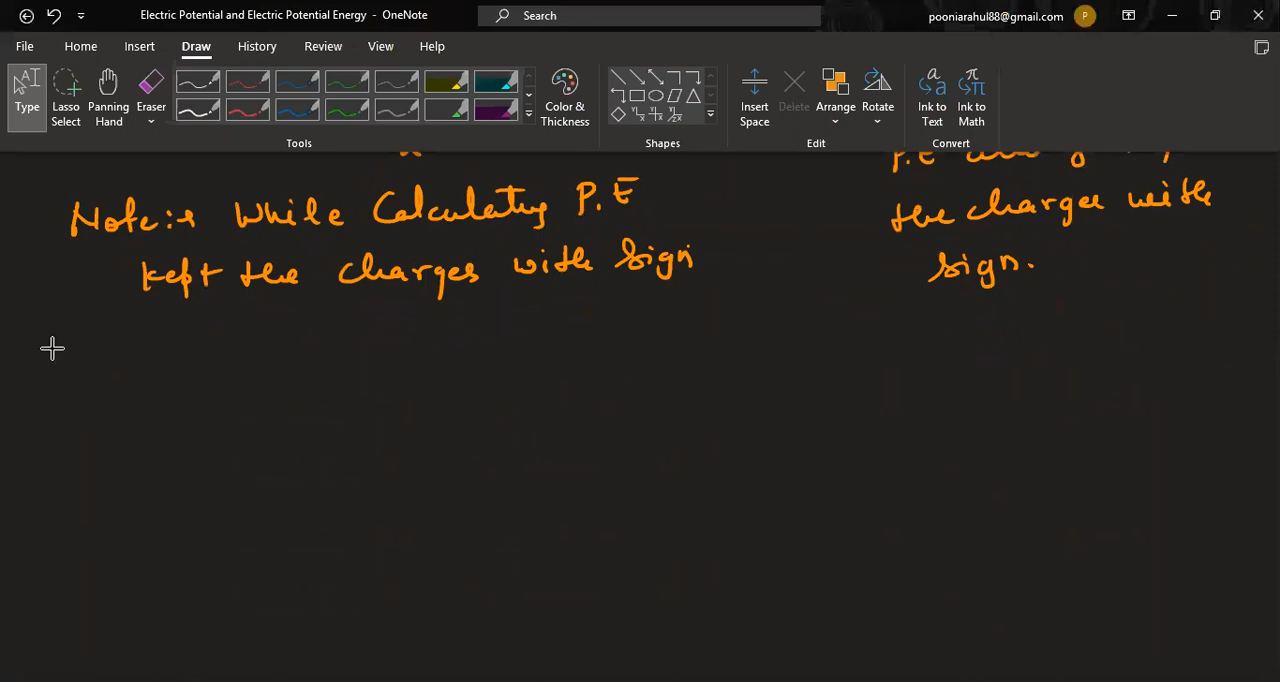 Electric Potential and Electric Potential Energy - OneNote
Search
pooniarahul88@gmail.com
P
File Home Insert Draw History Review View Help
Type
Lasso Select
Panning Hand
Eraser
Color & Thickness
Insert Space
Delete
Arrange
Rotate
Ink to Text
Ink to Math
Tools
Shapes
Edit
Convert
Note:→ While Calculating P.E
kept the charges with sign
P.E
the charges with
sign.